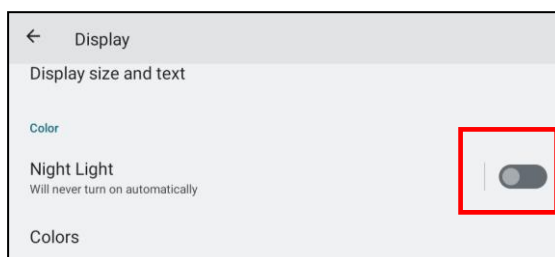 Display
Display size and text
Color
Night Light
Will never turn on automatically
Colors